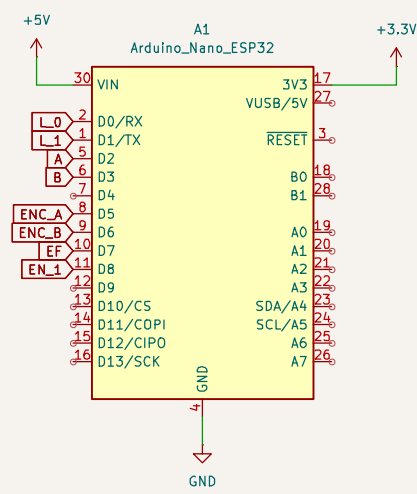 +5V
+3.3V
A1
Arduino_Nano_ESP32
30 VIN
3V3 17
VUSB/5V 27
L_0 2 D0/RX
L_1 1 D1/TX
RESET 3
A 5 D2
B 6 D3
B0 18
7 D4
B1 28
ENC_A 8 D5
ENC_B 9 D6
A0 19
EF 10 D7
A1 20
EN_1 11 D8
A2 21
12 D9
A3 22
13 D10/CS
SDA/A4 23
14 D11/COPI
SCL/A5 24
15 D12/CIPO
A6 25
16 D13/SCK
A7 26
GND
4
GND